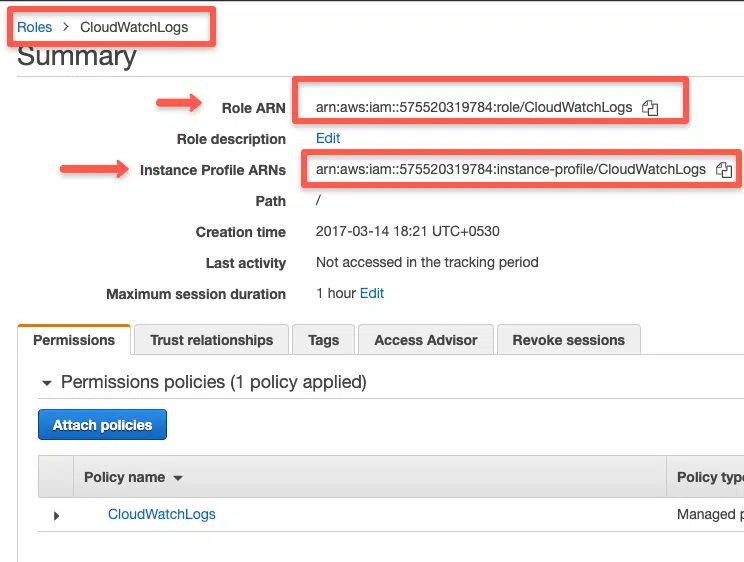 Roles > CloudWatchLogs
Summary
Role ARN arn:aws:iam::575520319784:role/CloudWatchLogs
Role description Edit
Instance Profile ARNs arn:aws:iam::575520319784:instance-profile/CloudWatchLogs
Path /
Creation time 2017-03-14 18:21 UTC+0530
Last activity Not accessed in the tracking period
Maximum session duration 1 hour Edit
Permissions Trust relationships Tags Access Advisor Revoke sessions
Permissions policies (1 policy applied)
Attach policies
Policy name Policy type
CloudWatchLogs Managed p